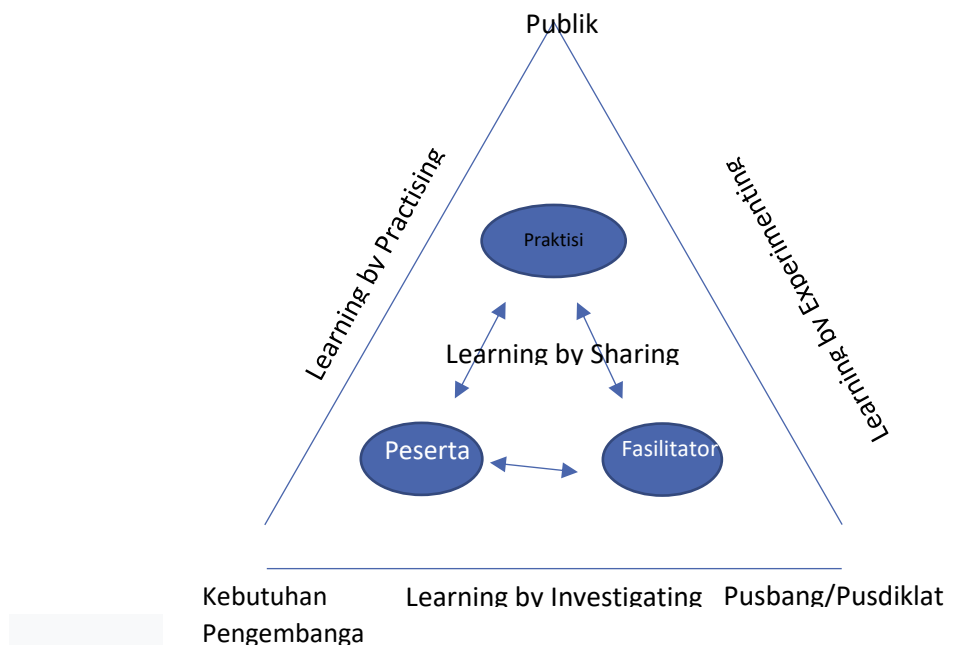 Publik
Learning by Practising
Learning by Experimenting
Praktisi
Learning by Sharing
Peserta
Fasilitator
Kebutuhan
Pengembanga
Learning by Investigating
Pusbang/Pusdiklat